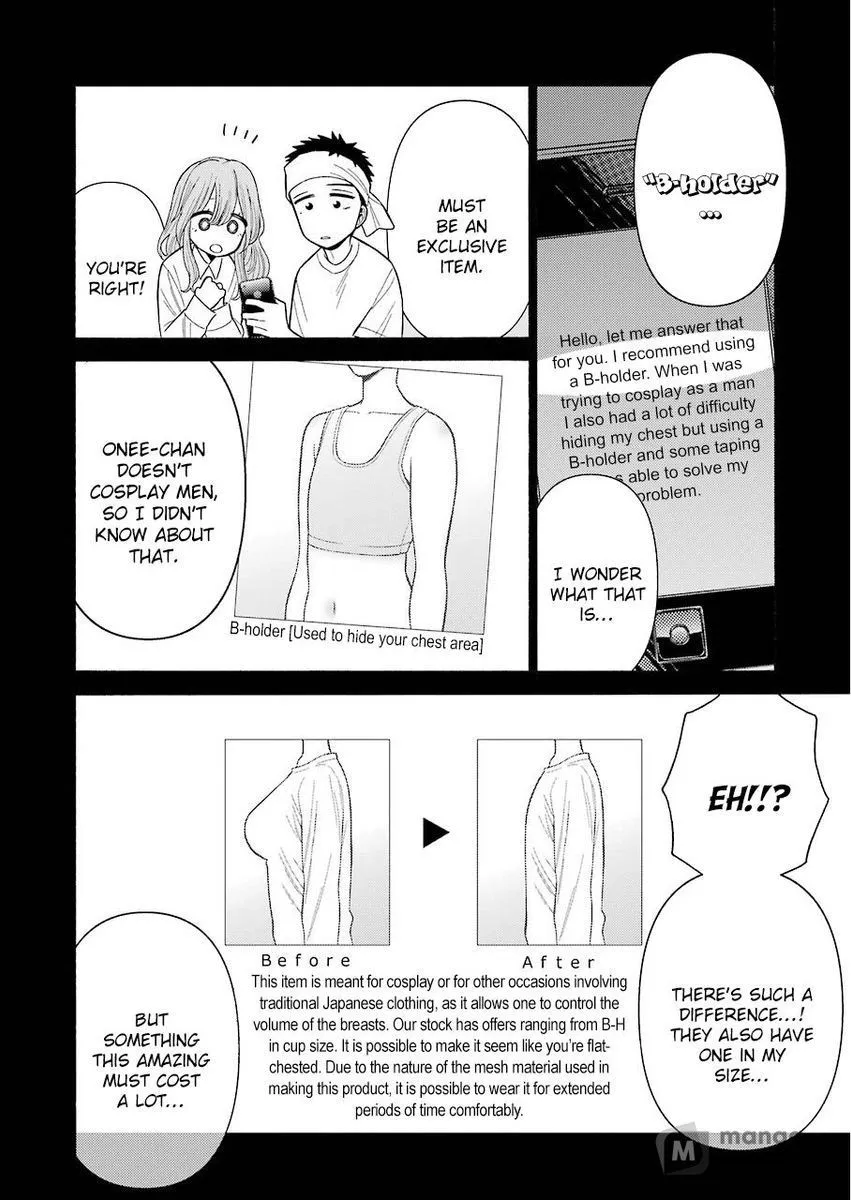 "B-holder"
...
Hello, let me answer that
for you. I recommend using
a B-holder. When I was
trying to cosplay as a man
I also had a lot of difficulty
hiding my chest but using a
B-holder and some taping
able to solve my
problem.
I WONDER
WHAT THAT
IS...
MUST
BE AN
EXCLUSIVE
ITEM.
YOU'RE
RIGHT!
B-holder [Used to hide your chest area]
ONEE-CHAN
DOESN'T
COSPLAY MEN,
SO I DIDN'T
KNOW ABOUT
THAT.
EH!!?
THERE'S SUCH A
DIFFERENCE...!
THEY ALSO HAVE
ONE IN MY
SIZE...
Before
After
This item is meant for cosplay or for other occasions involving
traditional Japanese clothing, as it allows one to control the
volume of the breasts. Our stock has offers ranging from B-H
in cup size. It is possible to make it seem like you're flat-
chested. Due to the nature of the mesh material used in
making this product, it is possible to wear it for extended
periods of time comfortably.
BUT
SOMETHING
THIS AMAZING
MUST COST
A LOT...
M